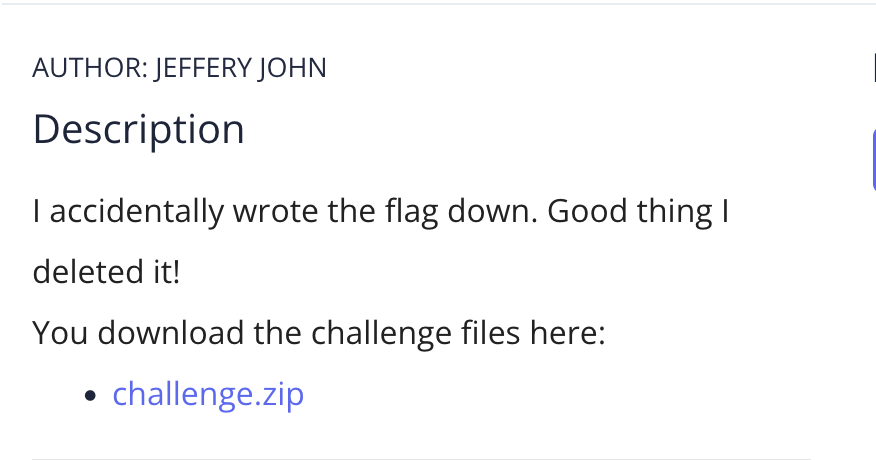 AUTHOR: JEFFERY JOHN
Description
I accidentally wrote the flag down. Good thing I
deleted it!
You download the challenge files here:
• challenge.zip